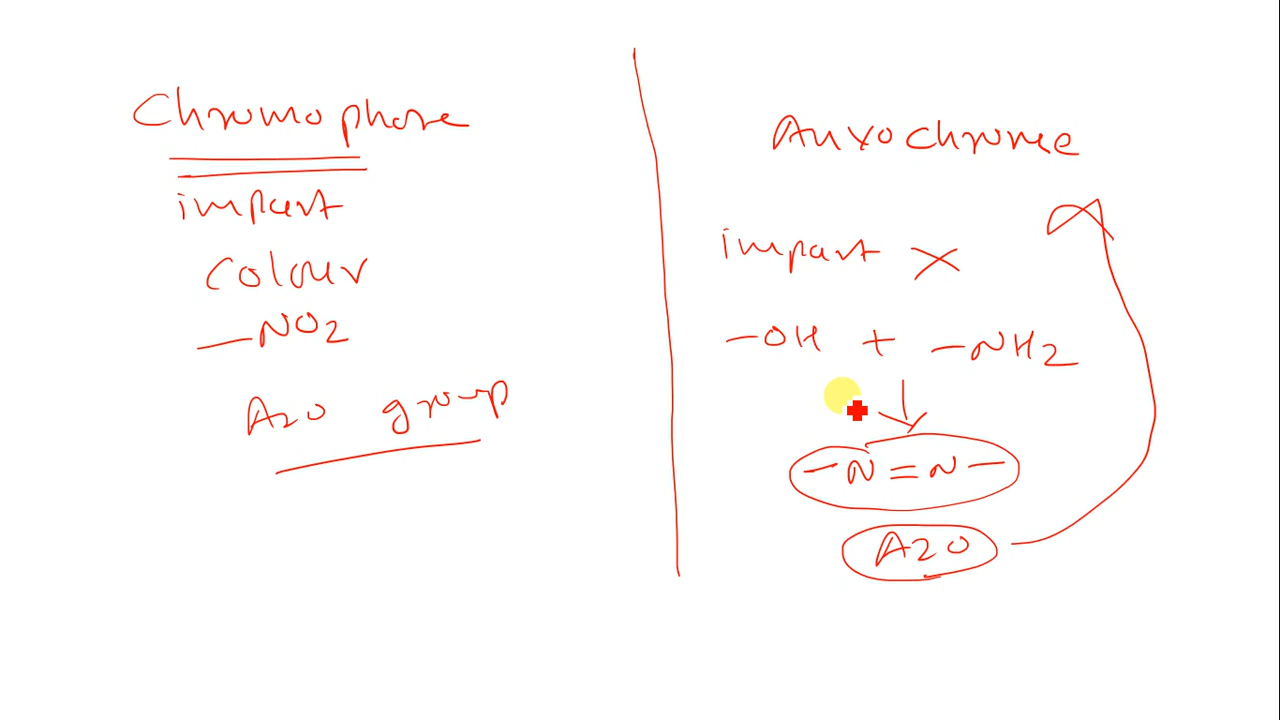 Chromophore
impart
colour
—NO2
Azo group
Auxochrome
impart ×
—OH + —NH2
—N=N—
Azo